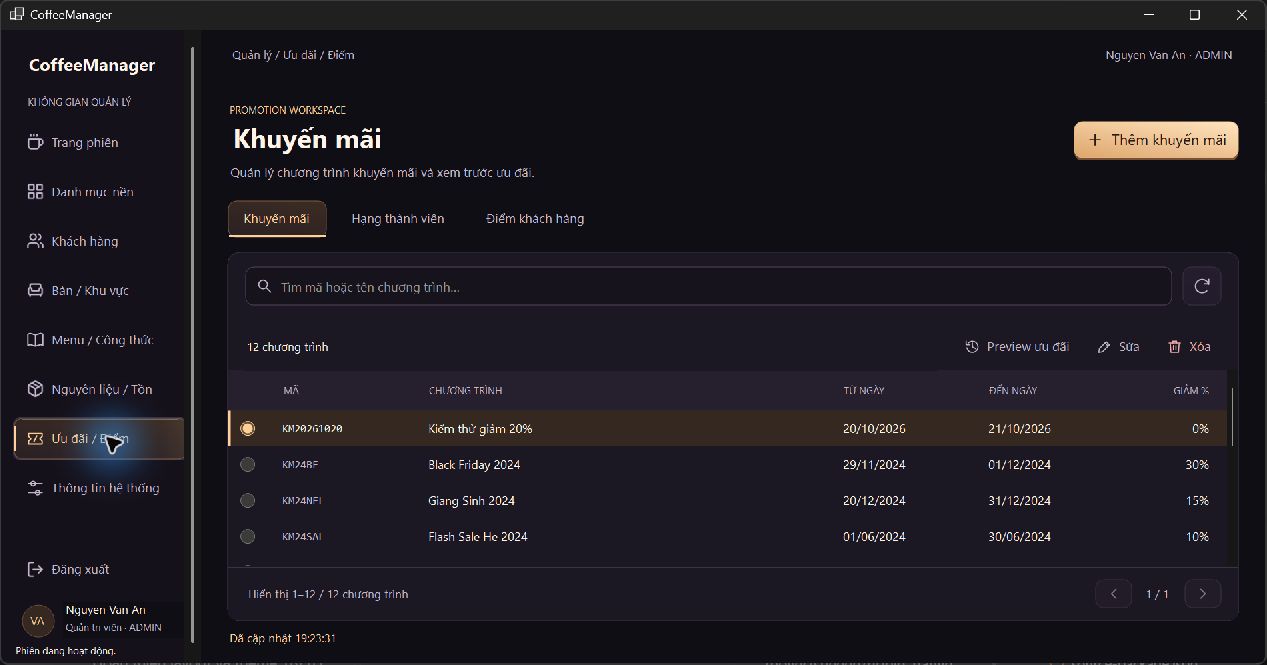 CoffeeManager
CoffeeManager
KHÔNG GIAN QUẢN LÝ
Trang phiên
Danh mục nền
Khách hàng
Bàn / Khu vực
Menu / Công thức
Nguyên liệu / Tồn
Ưu đãi / Điểm
Thông tin hệ thống
Đăng xuất
VA
Nguyen Van An
Quản trị viên · ADMIN
Phiên đang hoạt động.
Quản lý / Ưu đãi / Điểm
Nguyen Van An · ADMIN
PROMOTION WORKSPACE
Khuyến mãi
Quản lý chương trình khuyến mãi và xem trước ưu đãi.
Thêm khuyến mãi
Khuyến mãi Hạng thành viên Điểm khách hàng
Tìm mã hoặc tên chương trình...
12 chương trình Preview ưu đãi Sửa Xóa
MÃ CHƯƠNG TRÌNH TỪ NGÀY ĐẾN NGÀY GIẢM %
KM20261020 Kiểm thử giảm 20% 20/10/2026 21/10/2026 0%
Black Friday 2024 29/11/2024 01/12/2024 30%
Giang Sinh 2024 20/12/2024 31/12/2024 15%
Flash Sale He 2024 01/06/2024 30/06/2024 10%
Hiển thị 1–12 / 12 chương trình 1 / 1
Đã cập nhật 19:23:31